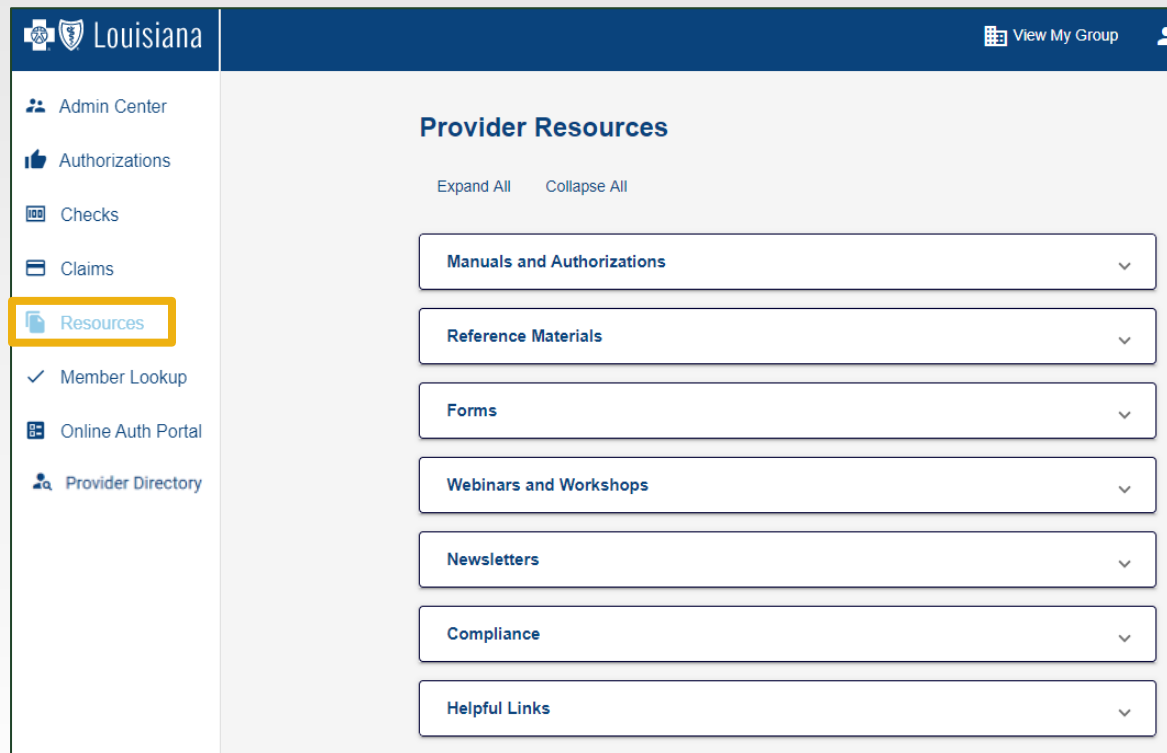 Louisiana
View My Group
Admin Center
Authorizations
Checks
Claims
Resources
Member Lookup
Online Auth Portal
Provider Directory
Provider Resources
Expand All Collapse All
Manuals and Authorizations
Reference Materials
Forms
Webinars and Workshops
Newsletters
Compliance
Helpful Links